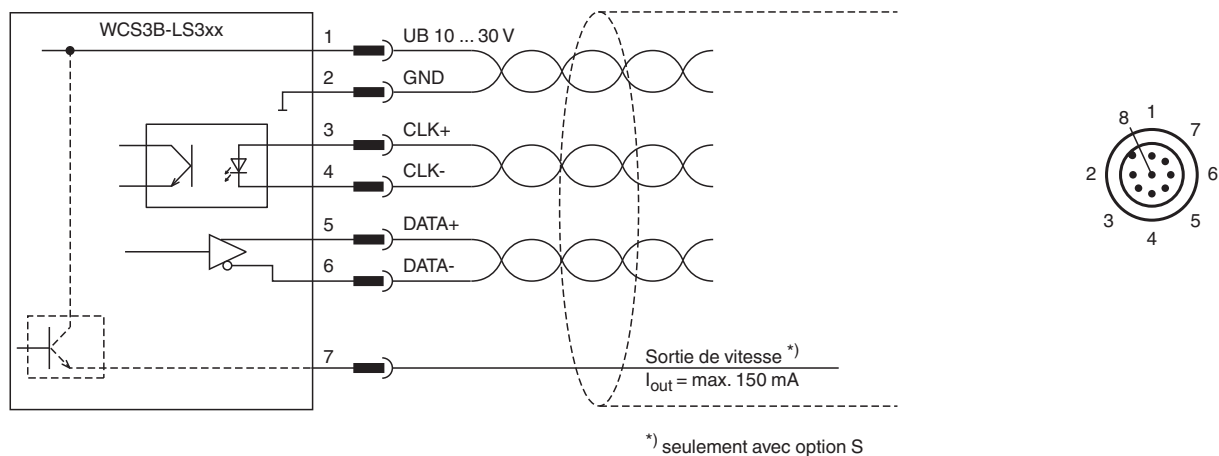 WCS3B-LS3xx
1 UB 10 ... 30 V
2 GND
3 CLK+
4 CLK-
5 DATA+
6 DATA-
7 Sortie de vitesse *)
I_out = max. 150 mA
*) seulement avec option S
8 1 7
2 6
3 5
4